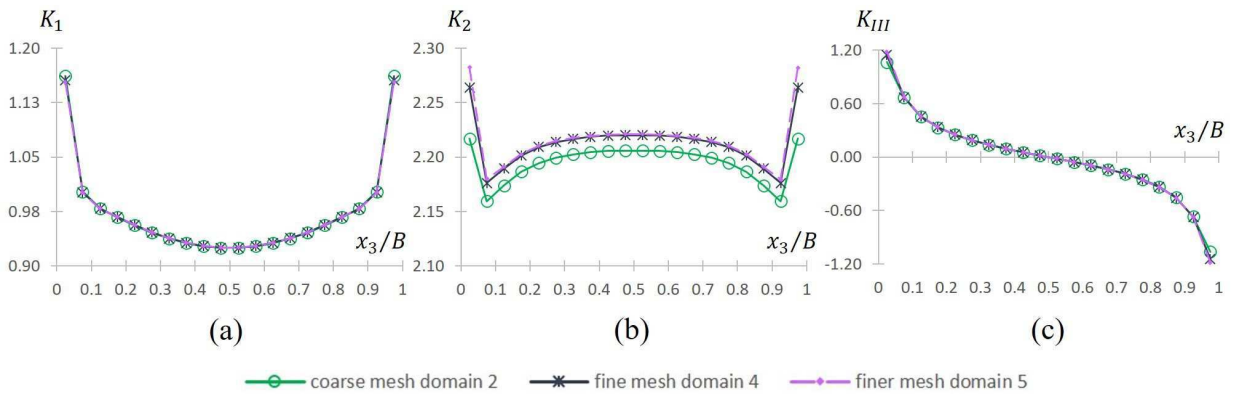 K₁
1.20
1.13
1.05
0.98
0.90
0 0.1 0.2 0.3 0.4 0.5 0.6 0.7 0.8 0.9 1
x₃/B
(a)
K₂
2.30
2.25
2.20
2.15
2.10
0 0.1 0.2 0.3 0.4 0.5 0.6 0.7 0.8 0.9 1
x₃/B
(b)
K_III
1.20
0.60
0.00
-0.60
-1.20
0 0.1 0.2 0.3 0.4 0.5 0.6 0.7 0.8 0.9 1
x₃/B
(c)
coarse mesh domain 2 fine mesh domain 4 finer mesh domain 5